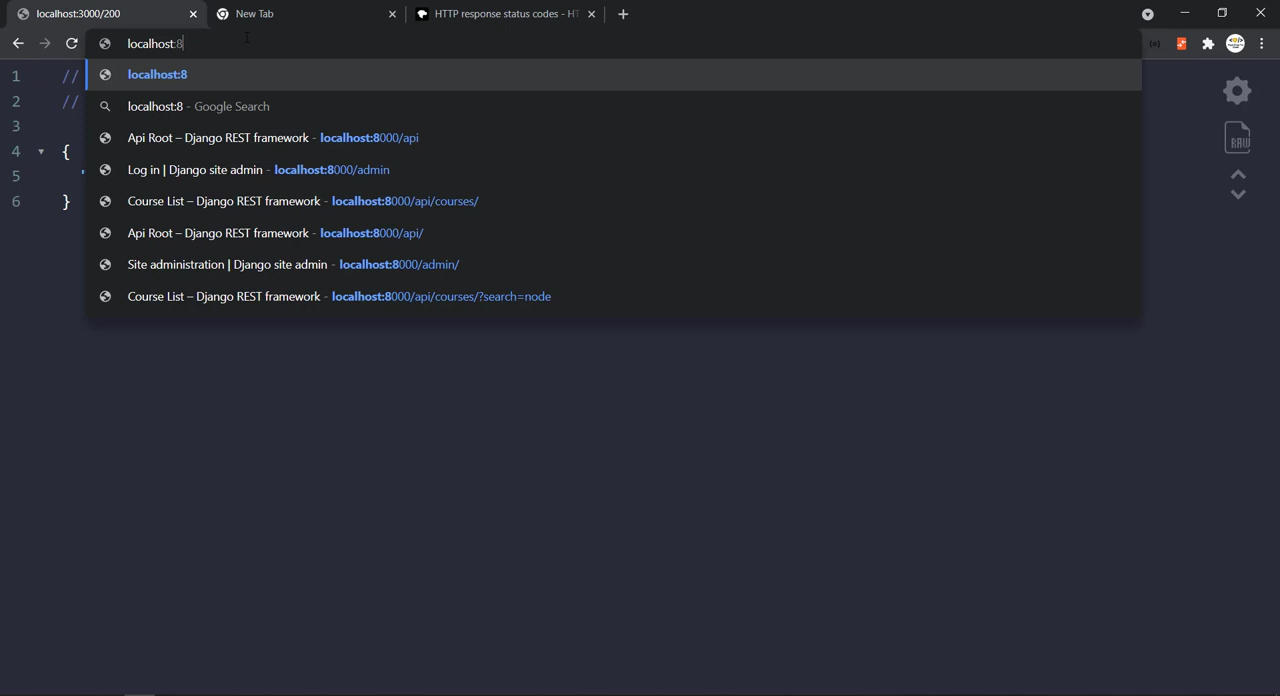 localhost:3000/200
New Tab
HTTP response status codes - HT
localhost:8
1 //
2 //
3
4 {
5 "
6 }
localhost:8
localhost:8 - Google Search
Api Root – Django REST framework - localhost:8000/api
Log in | Django site admin - localhost:8000/admin
Course List – Django REST framework - localhost:8000/api/courses/
Api Root – Django REST framework - localhost:8000/api/
Site administration | Django site admin - localhost:8000/admin/
Course List – Django REST framework - localhost:8000/api/courses/?search=node
RAW